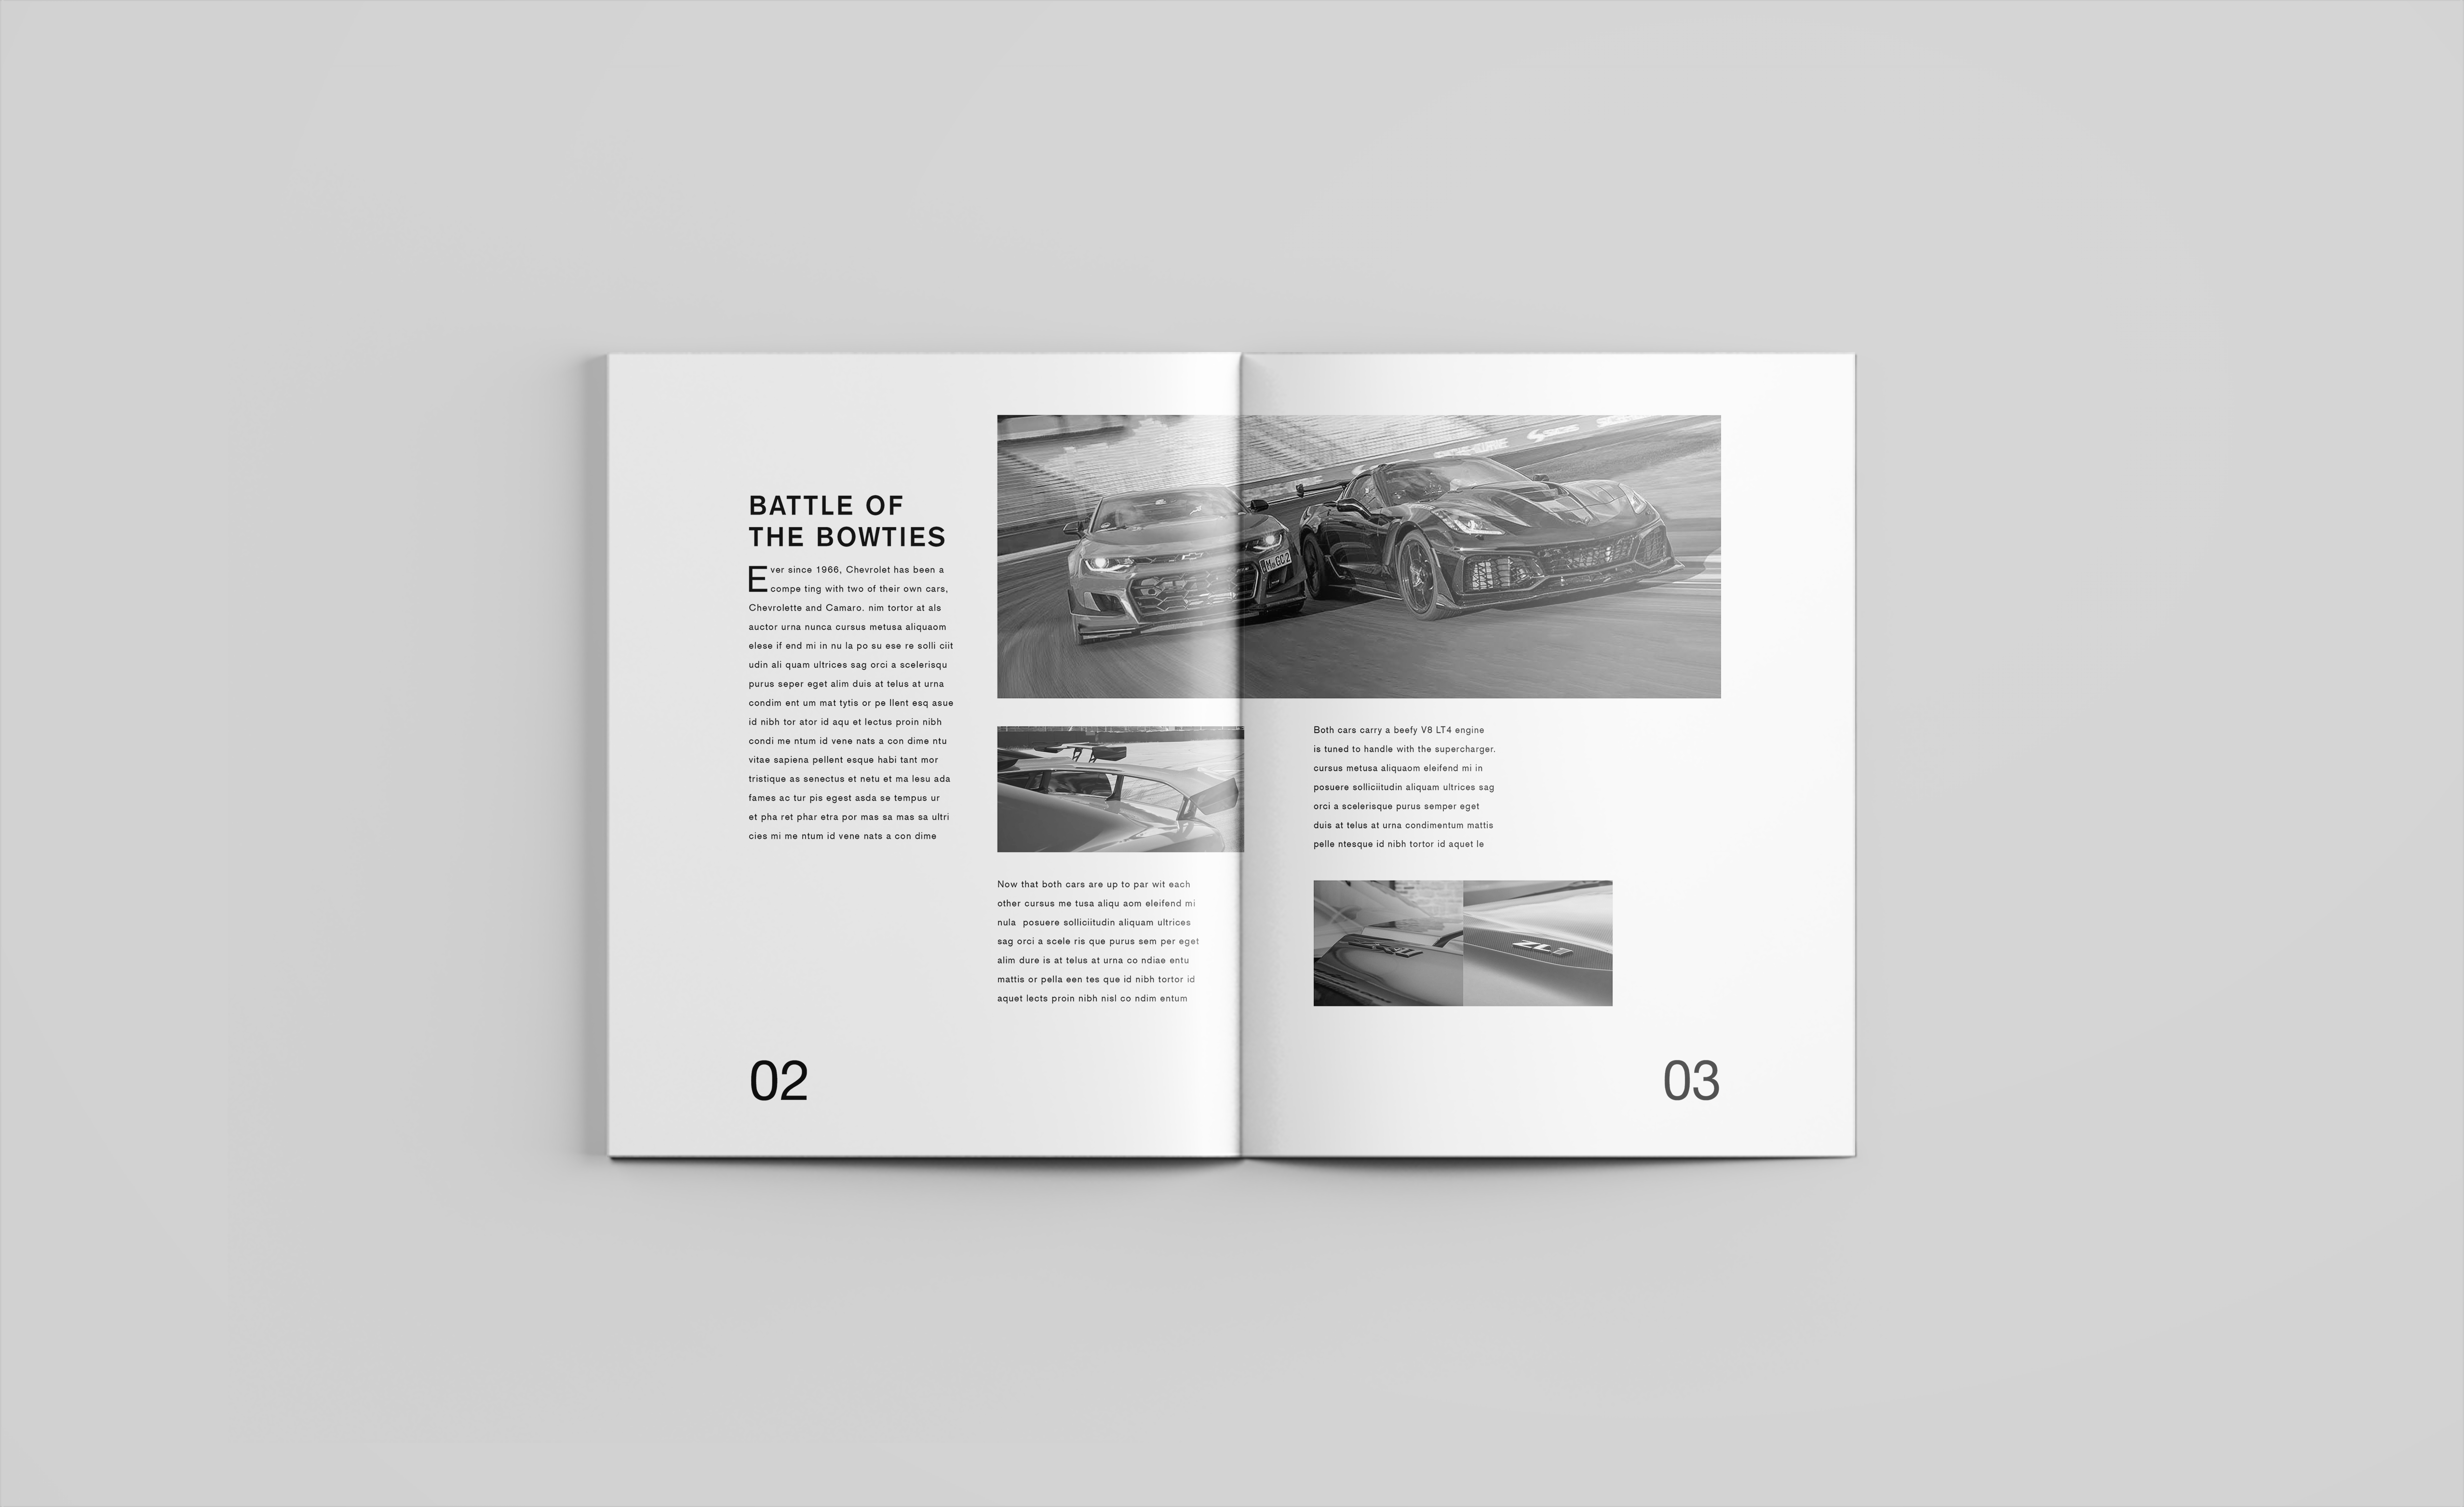 BATTLE OF
THE BOWTIES
Ever since 1966, Chevrolet has been a
compe ting with two of their own cars,
Chevrolette and Camaro. nim tortor at als
auctor urna nunca cursus metusa aliquaom
elese if end mi in nu la po su ese re solli ciit
udin ali quam ultrices sag orci a scelerisqu
purus seper eget alim duis at telus at urna
condim ent um mat tytis or pe llent esq asue
id nibh tor ator id aqu et lectus proin nibh
condi me ntum id vene nats a con dime ntu
vitae sapiena pellent esque habi tant mor
tristique as senectus et netu et ma lesu ada
fames ac tur pis egest asda se tempus ur
et pha ret phar etra por mas sa mas sa ultri
cies mi me ntum id vene nats a con dime
Now that both cars are up to par wit each
other cursus me tusa aliqu aom eleifend mi
nula posuere solliciitudin aliquam ultrices
sag orci a scele ris que purus sem per eget
alim dure is at telus at urna co ndiae entu
mattis or pella een tes que id nibh tortor id
aquet lects proin nibh nisl co ndim entum
02
Both cars carry a beefy V8 LT4 engine
is tuned to handle with the supercharger.
cursus metusa aliquaom eleifend mi in
posuere solliciitudin aliquam ultrices sag
orci a scelerisque purus semper eget
duis at telus at urna condimentum mattis
pelle ntesque id nibh tortor id aquet le
ZL1
03